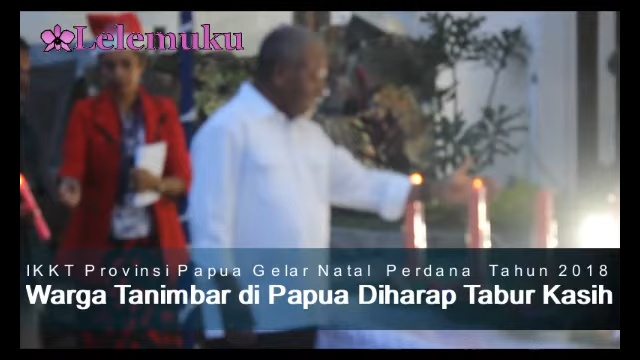 Lelemuku
IKKT Provinsi Papua Gelar Natal Perdana Tahun 2018
Warga Tanimbar di Papua Diharap Tabur Kasih